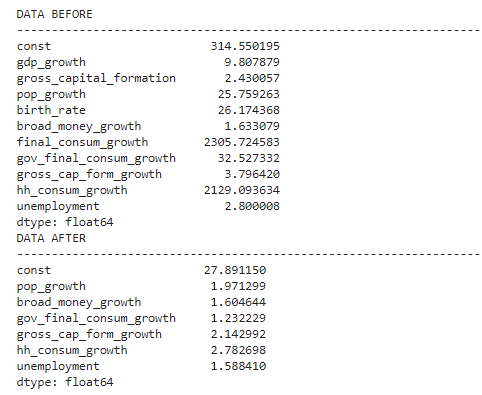 DATA BEFORE
--------------------------------------------------------------------
const                       314.550195
gdp_growth                    9.807879
gross_capital_formation       2.430057
pop_growth                   25.759263
birth_rate                   26.174368
broad_money_growth            1.633079
final_consum_growth        2305.724583
gov_final_consum_growth      32.527332
gross_cap_form_growth         3.796420
hh_consum_growth           2129.093634
unemployment                  2.800008
dtype: float64
DATA AFTER
--------------------------------------------------------------------
const                      27.891150
pop_growth                  1.971299
broad_money_growth          1.604644
gov_final_consum_growth     1.232229
gross_cap_form_growth       2.142992
hh_consum_growth            2.782698
unemployment                1.588410
dtype: float64